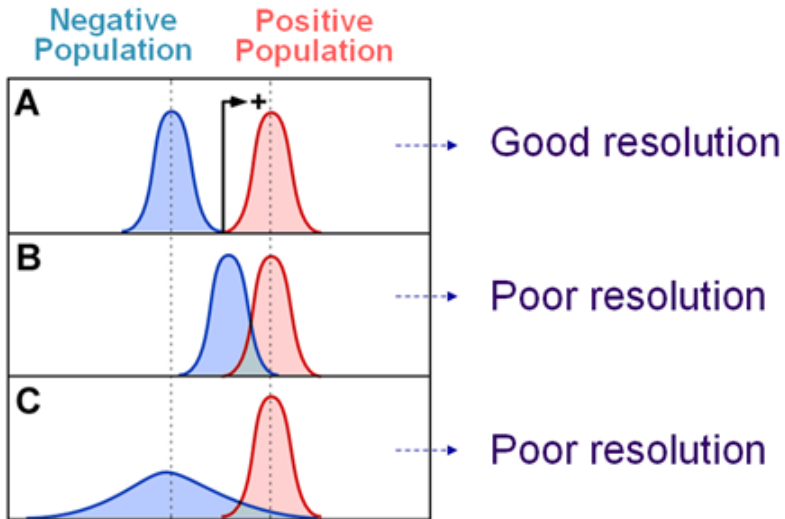 Negative
Population
Positive
Population
A
+
Good resolution
B
Poor resolution
C
Poor resolution